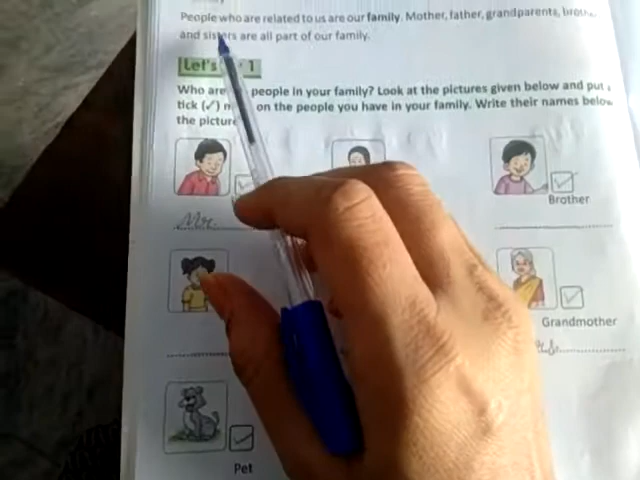 People who are related to us are our family. Mother, father, grandparents,
and sisters are all part of our family.
Let's 1
Who are people in your family? Look at the pictures given below and put
tick (✓) on the people you have in your family. Write their names below
the picture
Brother
Mr.
Grandmother
Pet